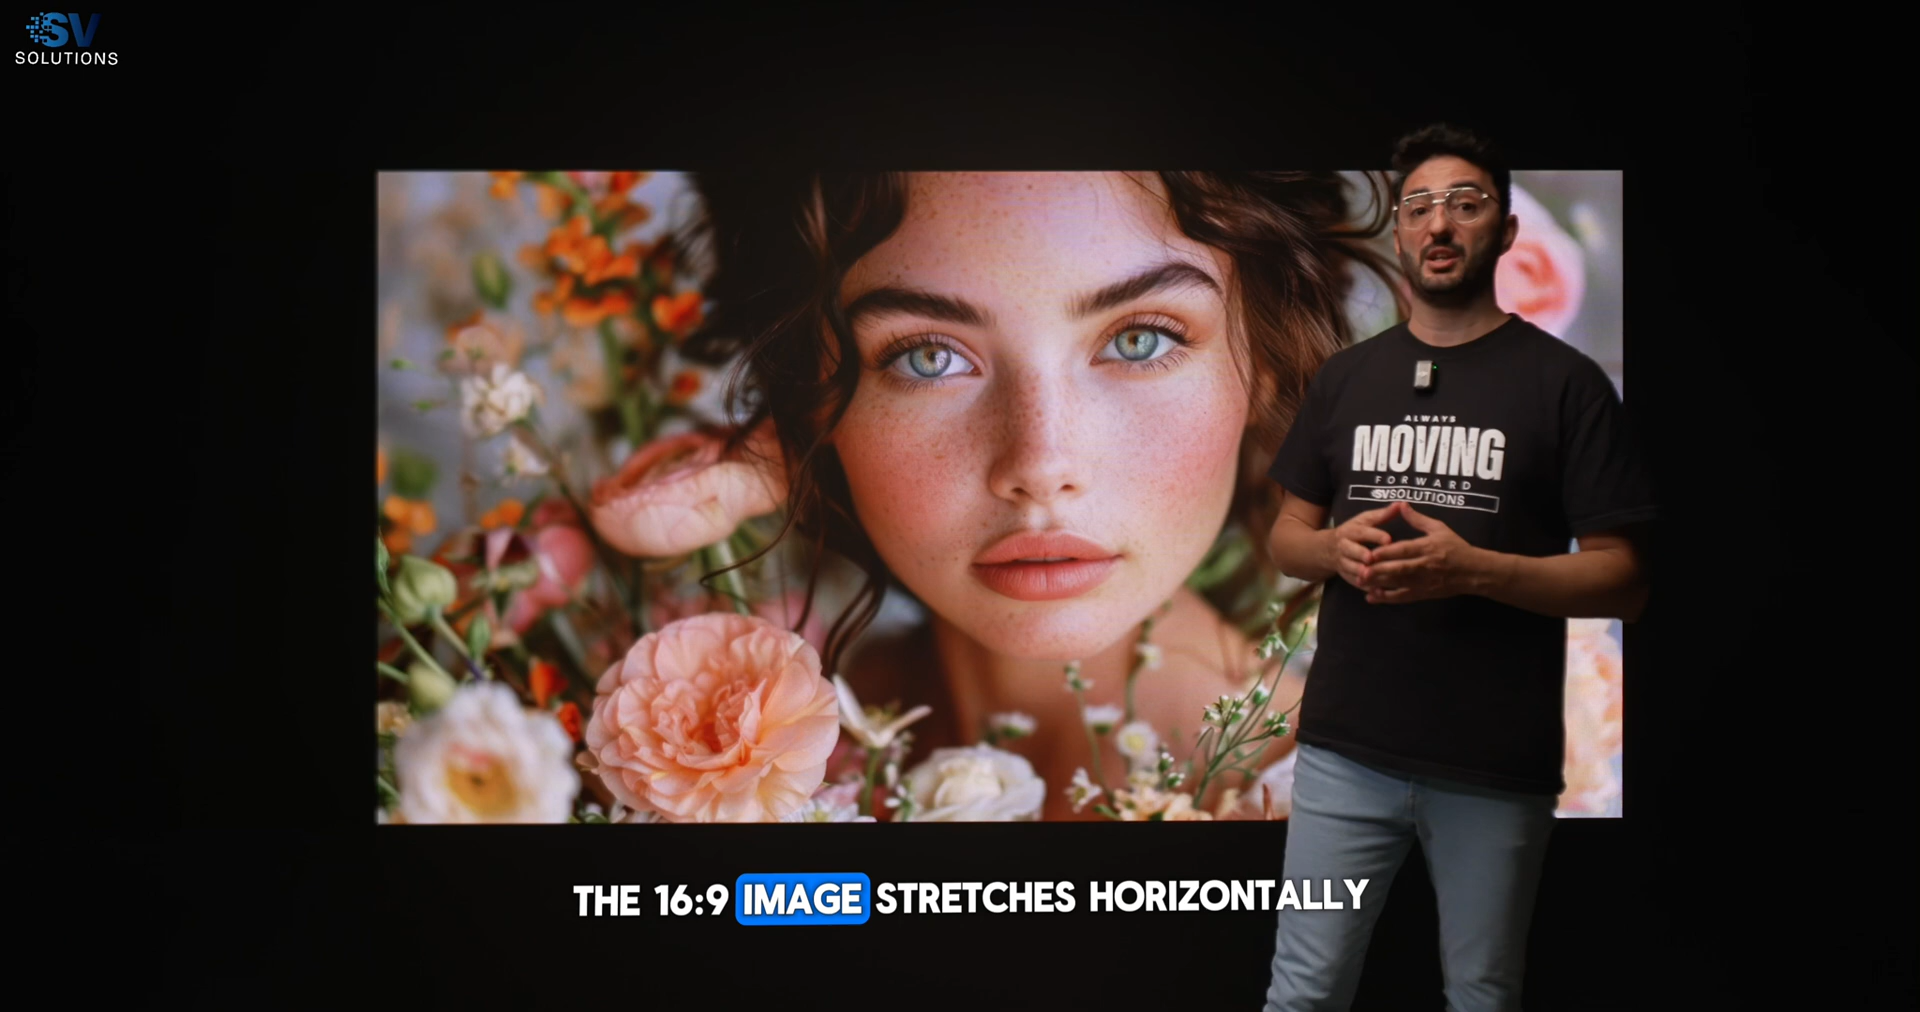 SV
SOLUTIONS
ALWAYS
MOVING
FORWARD
SVSOLUTIONS
THE 16:9 IMAGE STRETCHES HORIZONTALLY